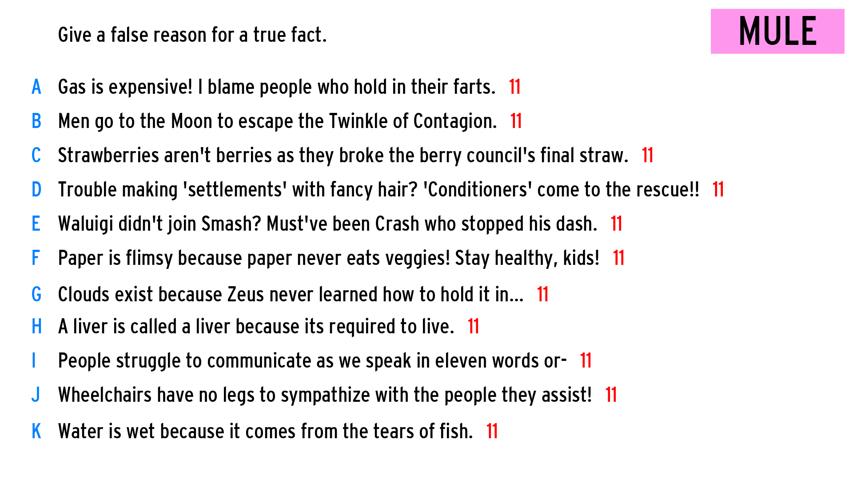 Give a false reason for a true fact.
MULE
A Gas is expensive! I blame people who hold in their farts. 11
B Men go to the Moon to escape the Twinkle of Contagion. 11
C Strawberries aren't berries as they broke the berry council's final straw. 11
D Trouble making 'settlements' with fancy hair? 'Conditioners' come to the rescue!! 11
E Waluigi didn't join Smash? Must've been Crash who stopped his dash. 11
F Paper is flimsy because paper never eats veggies! Stay healthy, kids! 11
G Clouds exist because Zeus never learned how to hold it in... 11
H A liver is called a liver because its required to live. 11
I People struggle to communicate as we speak in eleven words or- 11
J Wheelchairs have no legs to sympathize with the people they assist! 11
K Water is wet because it comes from the tears of fish. 11